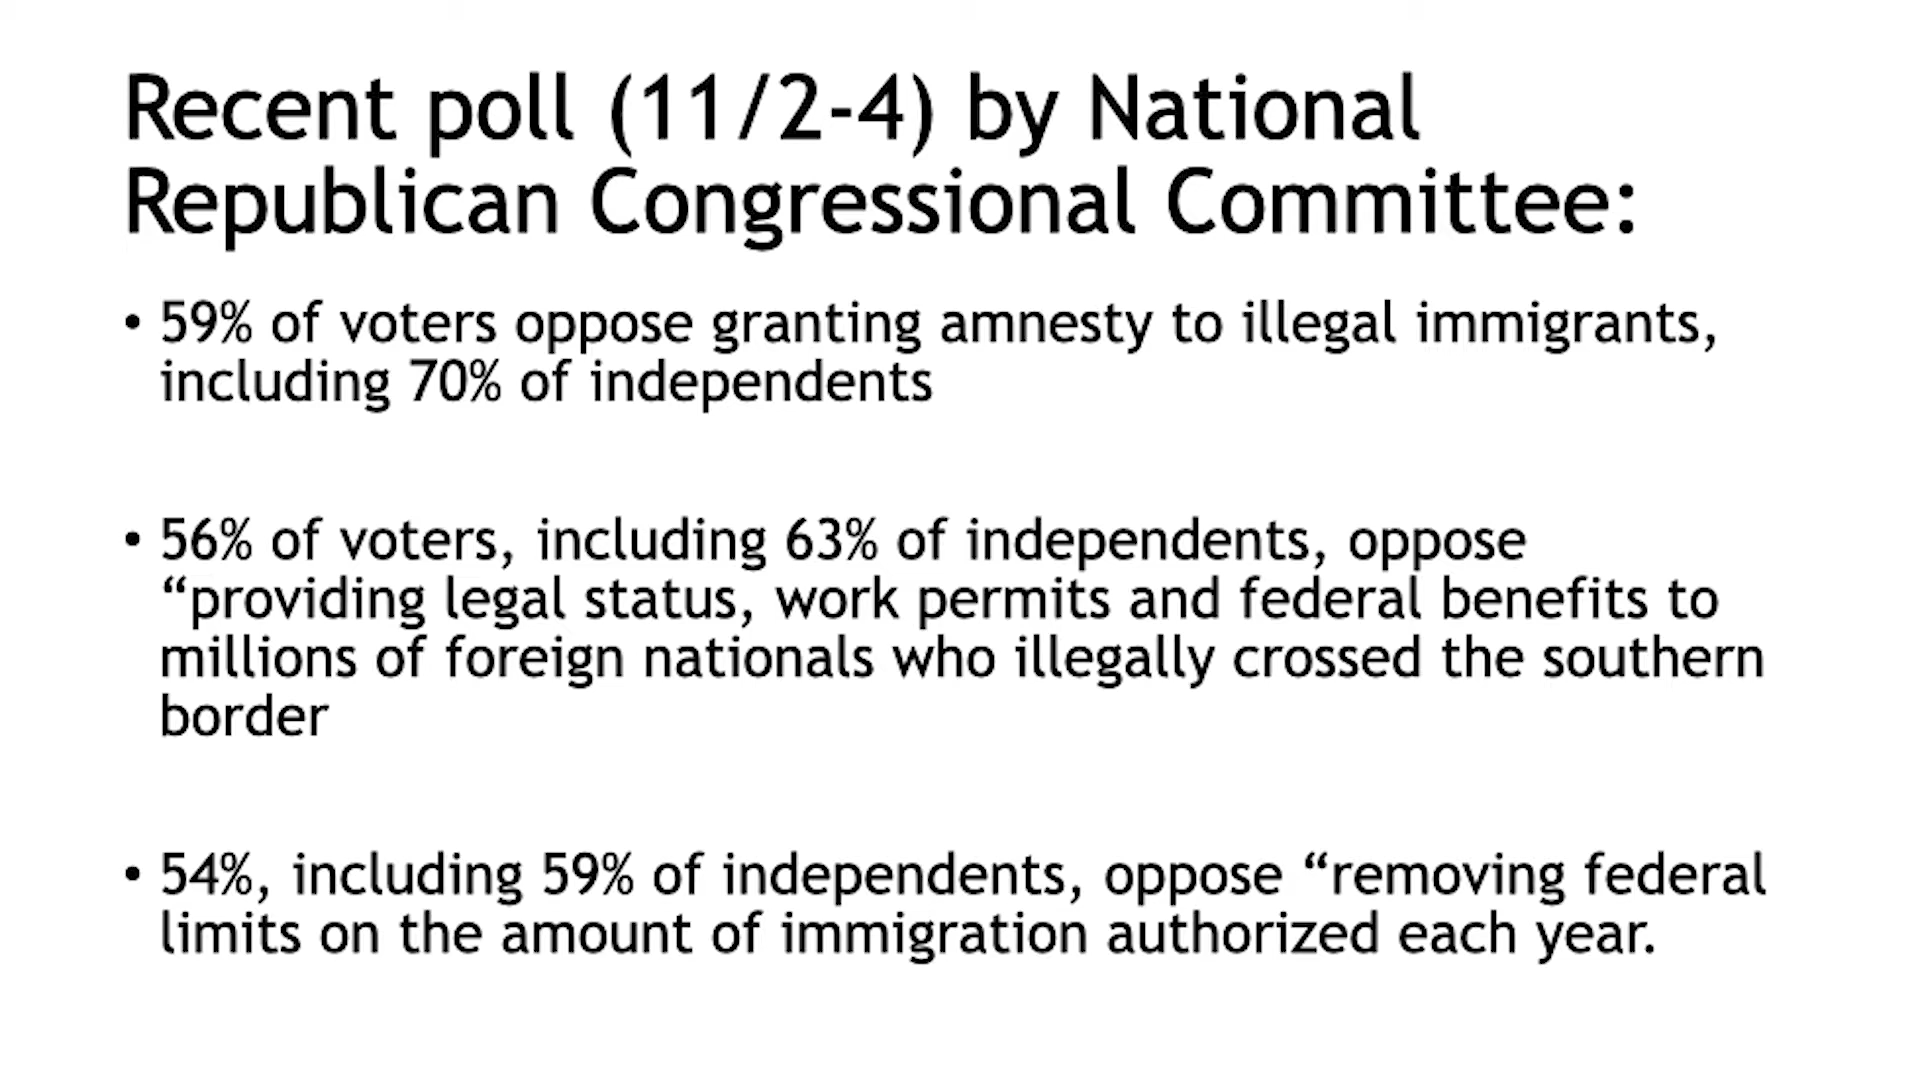 Recent poll (11/2-4) by National
Republican Congressional Committee:
• 59% of voters oppose granting amnesty to illegal immigrants,
including 70% of independents
• 56% of voters, including 63% of independents, oppose
“providing legal status, work permits and federal benefits to
millions of foreign nationals who illegally crossed the southern
border
• 54%, including 59% of independents, oppose “removing federal
limits on the amount of immigration authorized each year.